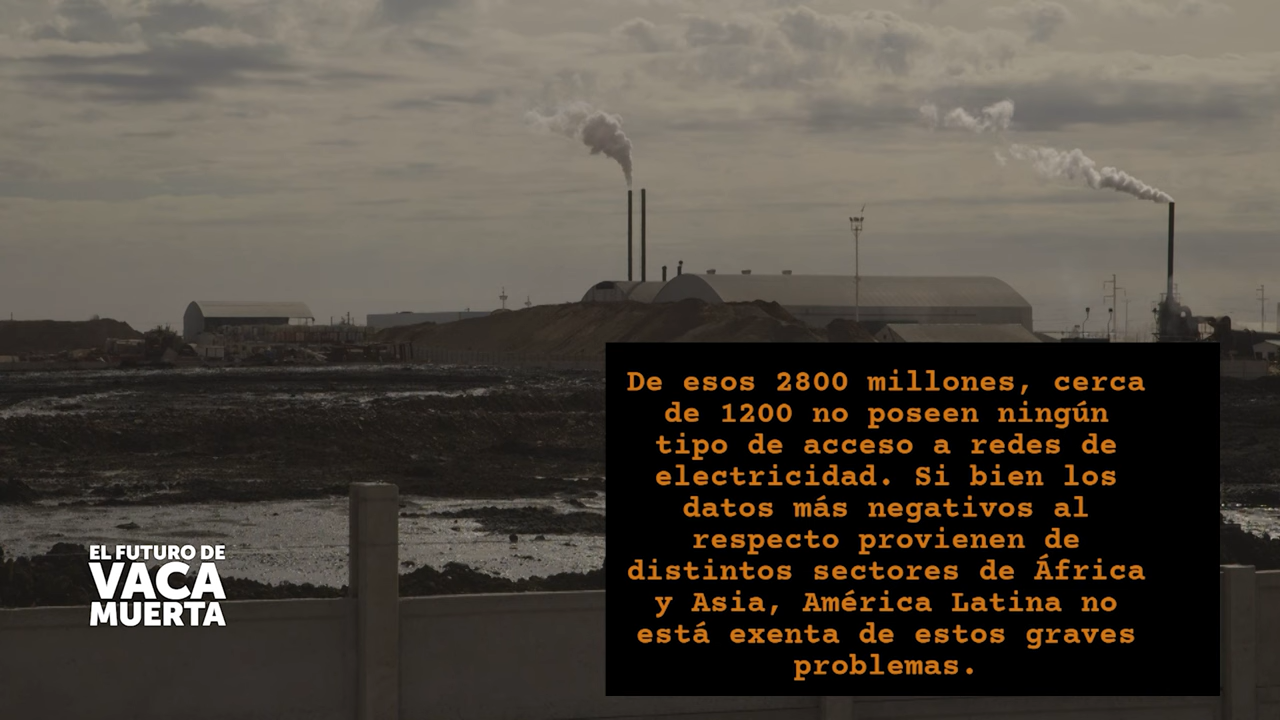 De esos 2800 millones, cerca
de 1200 no poseen ningún
tipo de acceso a redes de
electricidad. Si bien los
datos más negativos al
respecto provienen de
distintos sectores de África
y Asia, América Latina no
está exenta de estos graves
problemas.
EL FUTURO DE
VACA
MUERTA